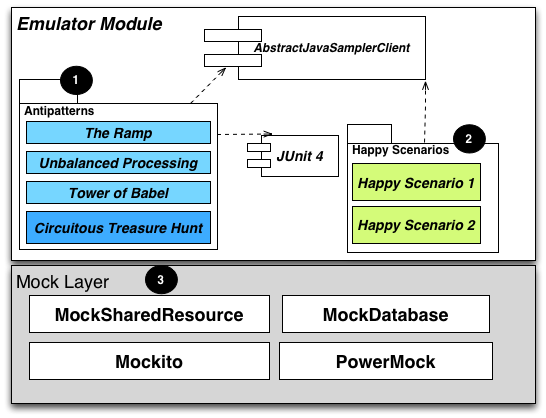 Emulator Module
AbstractJavaSamplerClient
1
Antipatterns
The Ramp
Unbalanced Processing
Tower of Babel
Circuitous Treasure Hunt
JUnit 4
2
Happy Scenarios
Happy Scenario 1
Happy Scenario 2
Mock Layer
3
MockSharedResource
MockDatabase
Mockito
PowerMock